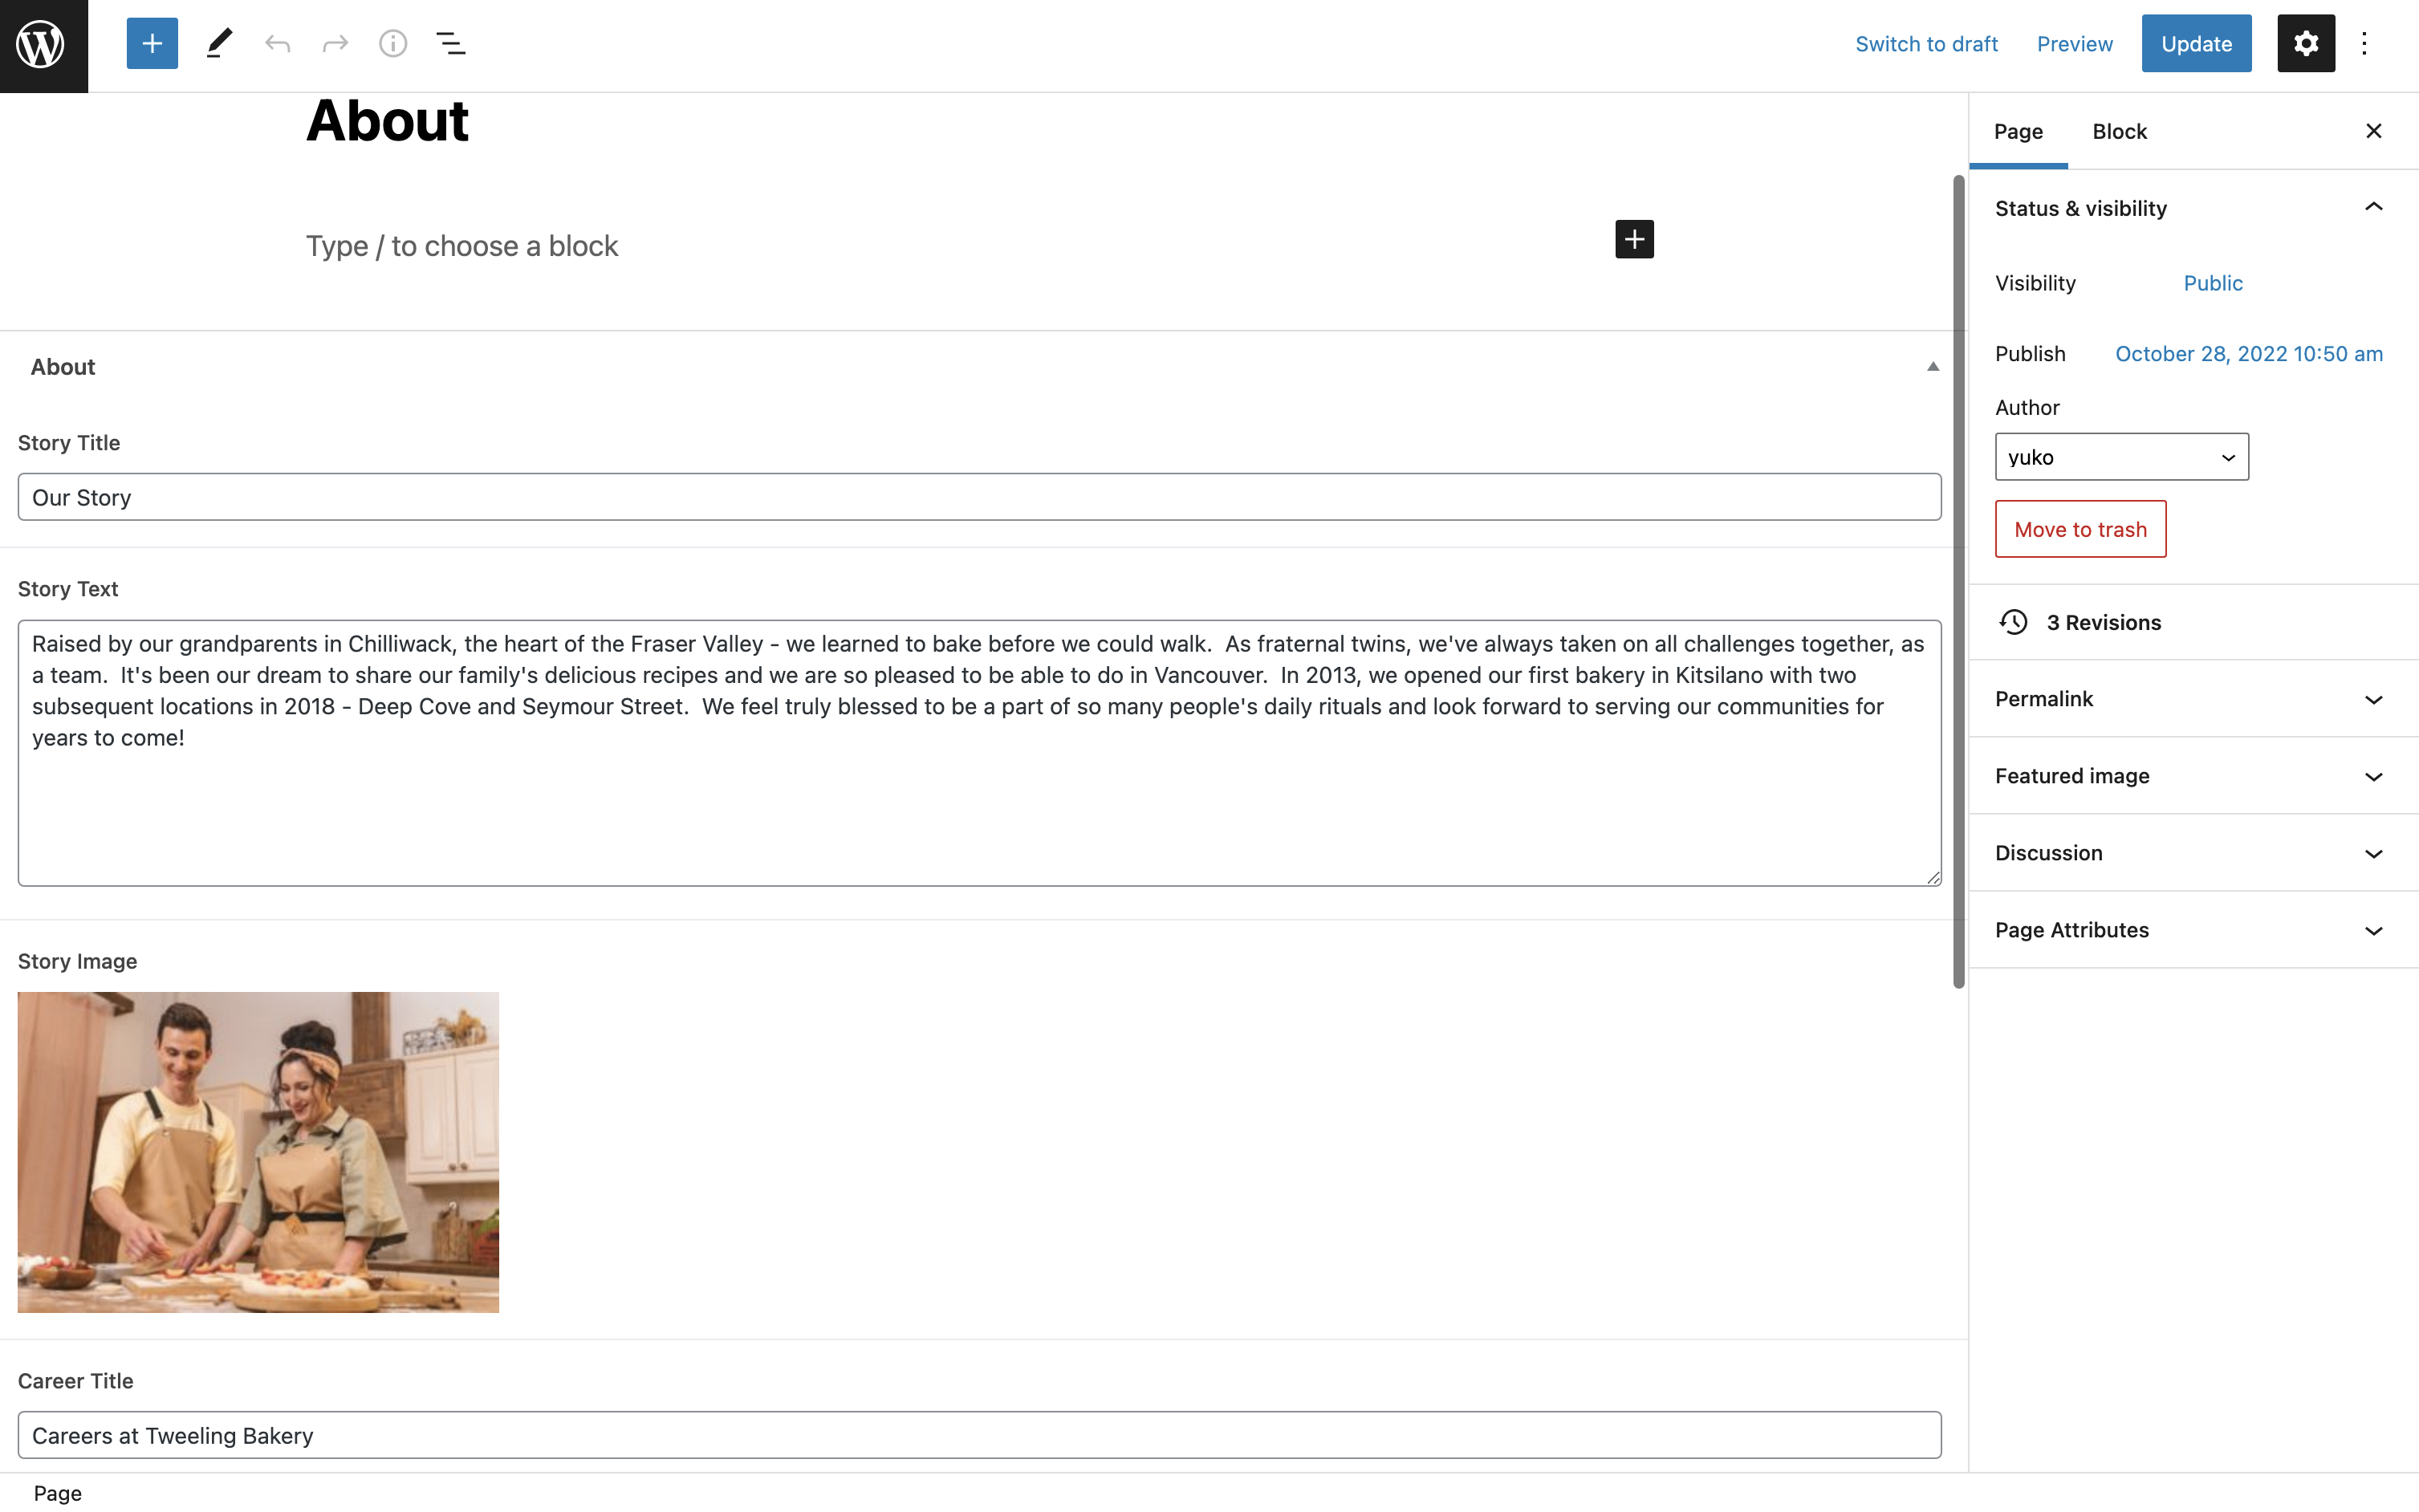 Switch to draft
Preview
Update
About
Type / to choose a block
About
Story Title
Our Story
Story Text
Raised by our grandparents in Chilliwack, the heart of the Fraser Valley - we learned to bake before we could walk.  As fraternal twins, we've always taken on all challenges together, as
a team.  It's been our dream to share our family's delicious recipes and we are so pleased to be able to do in Vancouver.  In 2013, we opened our first bakery in Kitsilano with two
subsequent locations in 2018 - Deep Cove and Seymour Street.  We feel truly blessed to be a part of so many people's daily rituals and look forward to serving our communities for
years to come!
Story Image
Career Title
Careers at Tweeling Bakery
Page
Page
Block
Status & visibility
Visibility
Public
Publish
October 28, 2022 10:50 am
Author
yuko
Move to trash
3 Revisions
Permalink
Featured image
Discussion
Page Attributes